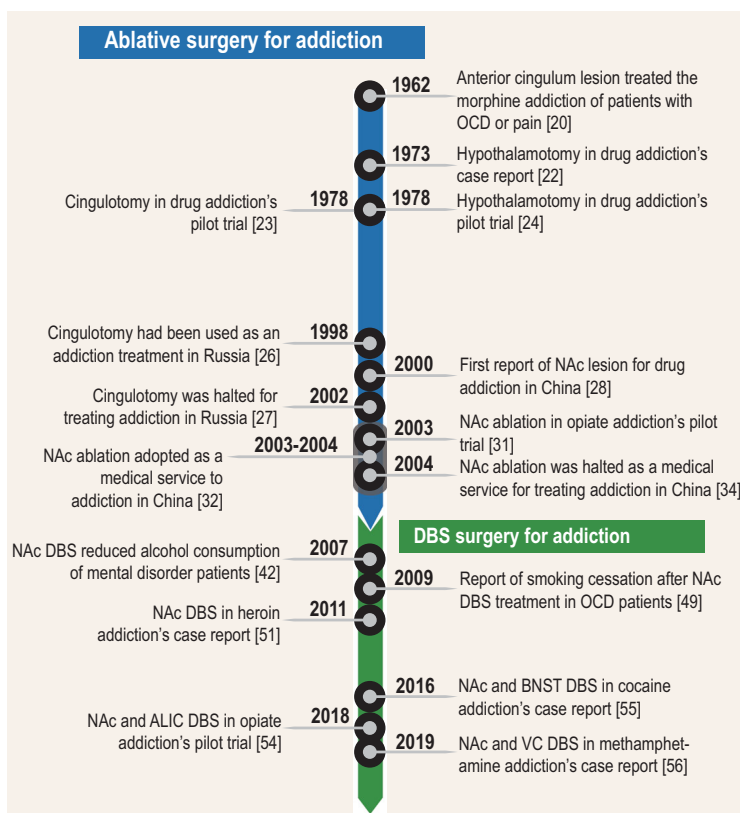 Ablative surgery for addiction
1962
Anterior cingulum lesion treated the
morphine addiction of patients with
OCD or pain [20]
1973
Hypothalamotomy in drug addiction's
case report [22]
Cingulotomy in drug addiction's
pilot trial [23]
1978
1978
Hypothalamotomy in drug addiction's
pilot trial [24]
Cingulotomy had been used as an
addiction treatment in Russia [26]
1998
2000
First report of NAc lesion for drug
addiction in China [28]
Cingulotomy was halted for
treating addiction in Russia [27]
2002
2003
NAc ablation in opiate addiction's pilot
trial [31]
NAc ablation adopted as a
medical service to
addiction in China [32]
2003-2004
2004
NAc ablation was halted as a medical
service for treating addiction in China [34]
DBS surgery for addiction
NAc DBS reduced alcohol consumption
of mental disorder patients [42]
2007
2009
Report of smoking cessation after NAc
DBS treatment in OCD patients [49]
NAc DBS in heroin
addiction's case report [51]
2011
2016
NAc and BNST DBS in cocaine
addiction's case report [55]
NAc and ALIC DBS in opiate
addiction's pilot trial [54]
2018
2019
NAc and VC DBS in methamphet-
amine addiction's case report [56]